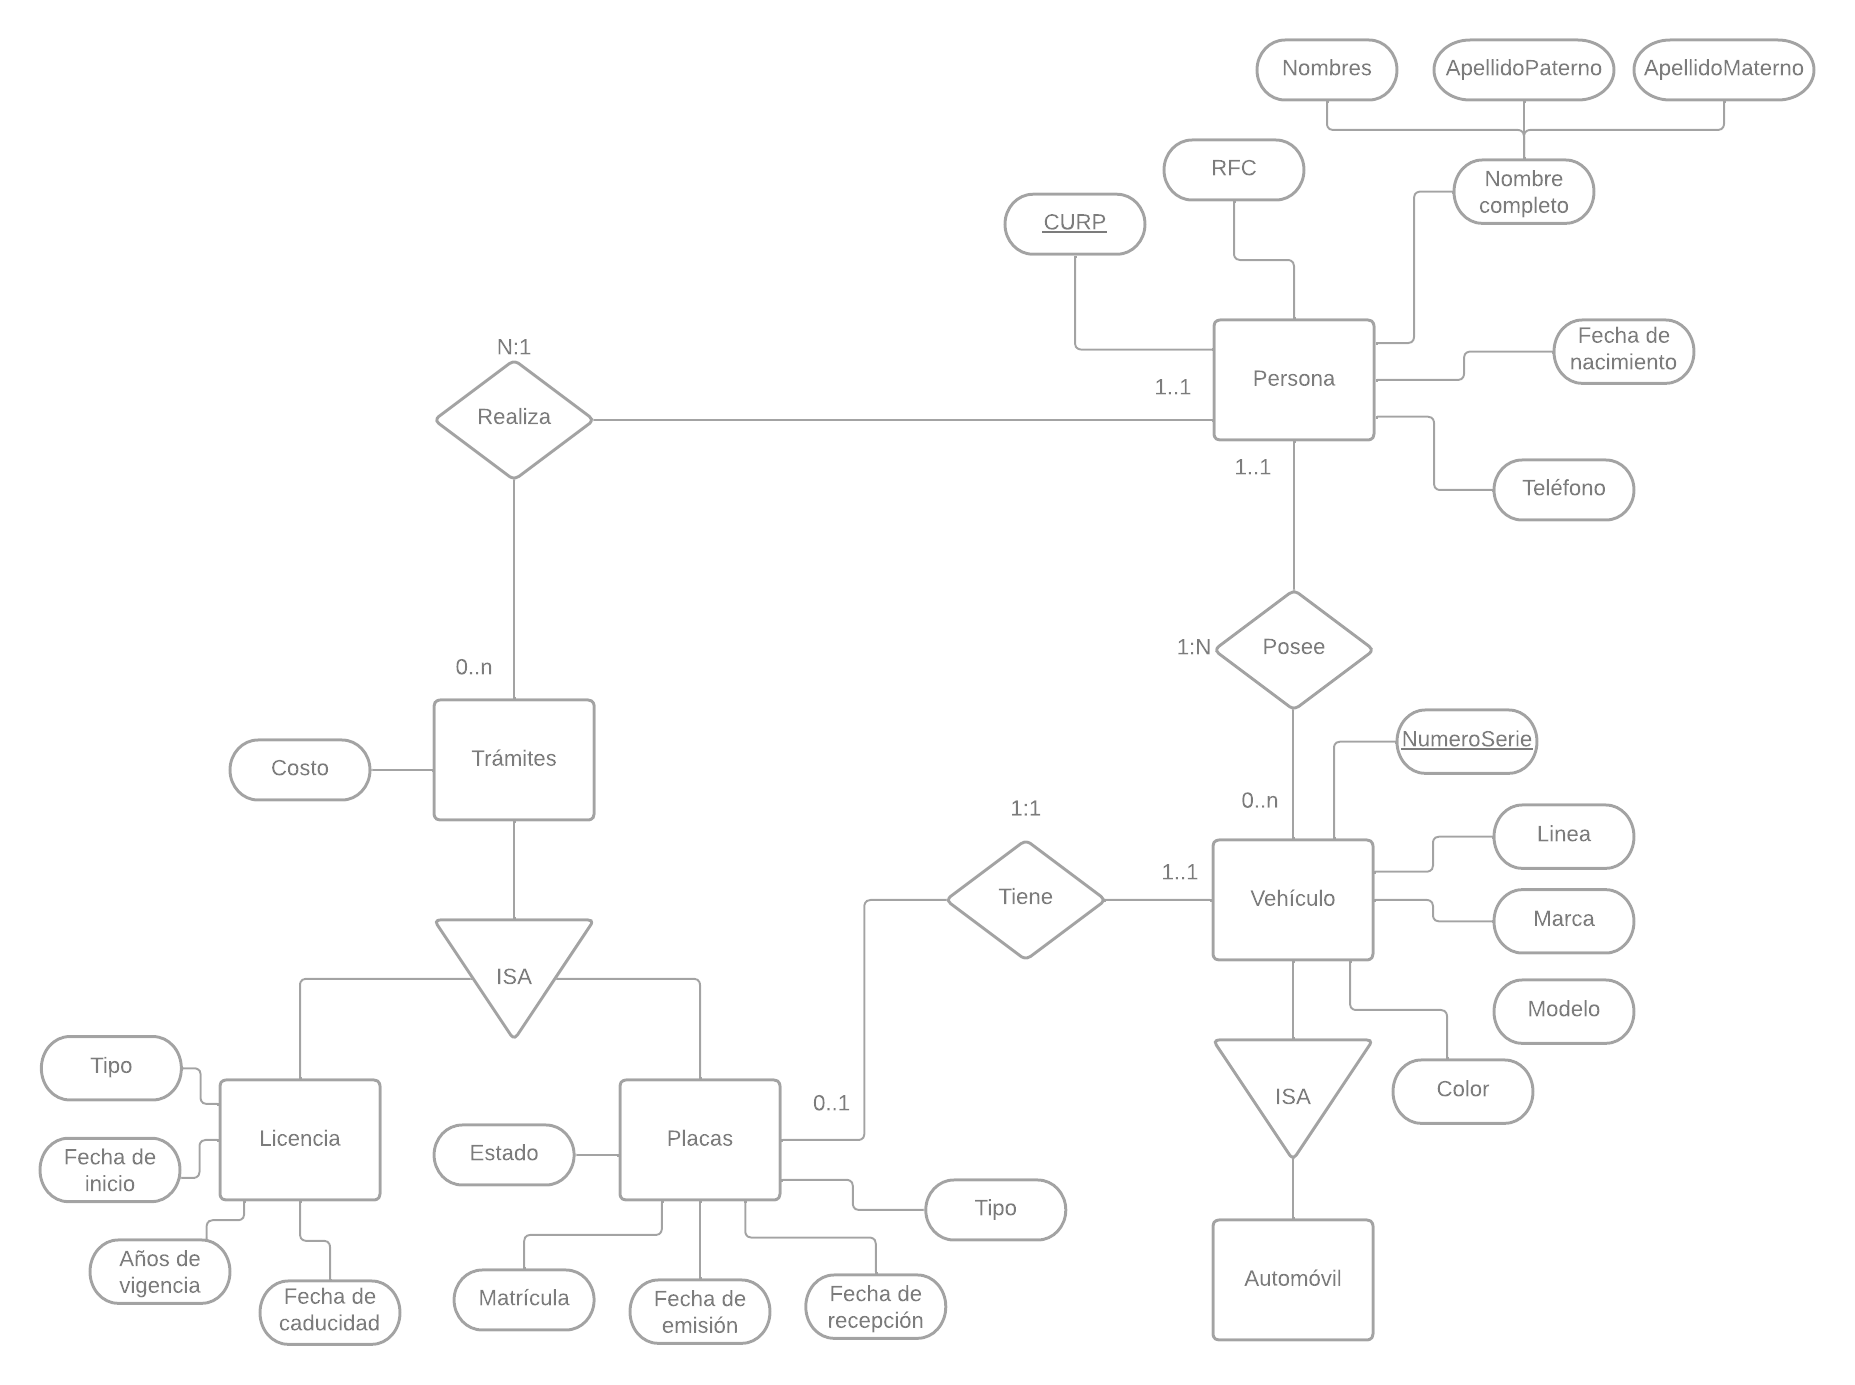 Nombres
ApellidoPaterno
ApellidoMaterno
RFC
Nombre
completo
CURP
N:1
Realiza
1..1
Persona
Fecha de
nacimiento
1..1
Teléfono
0..n
1:N
Posee
Costo
Trámites
NumeroSerie
1:1
0..n
Linea
Tiene
1..1
Vehículo
Marca
ISA
Modelo
Tipo
0..1
ISA
Color
Licencia
Placas
Fecha de
inicio
Estado
Tipo
Años de
vigencia
Fecha de
caducidad
Matrícula
Fecha de
emisión
Fecha de
recepción
Automóvil